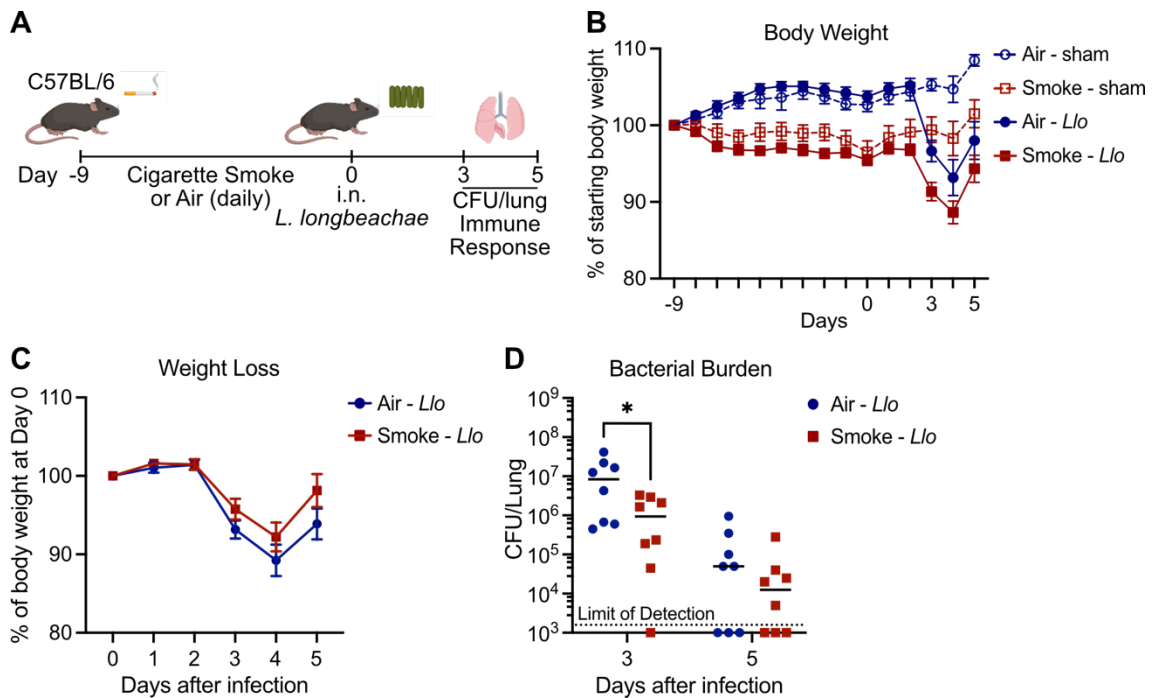 A
C57BL/6
Day -9
Cigarette Smoke
or Air (daily)
0
i.n.
L. longbeachae
3
5
CFU/lung
Immune
Response
B
Body Weight
% of starting body weight
110
100
90
80
-9
0
3
5
Days
Air - sham
Smoke - sham
Air - Llo
Smoke - Llo
C
Weight Loss
% of body weight at Day 0
110
100
90
80
0 1 2 3 4 5
Days after infection
Air - Llo
Smoke - Llo
D
Bacterial Burden
CFU/Lung
10⁹
10⁸
10⁷
10⁶
10⁵
10⁴
10³
*
Limit of Detection
3
5
Days after infection
Air - Llo
Smoke - Llo